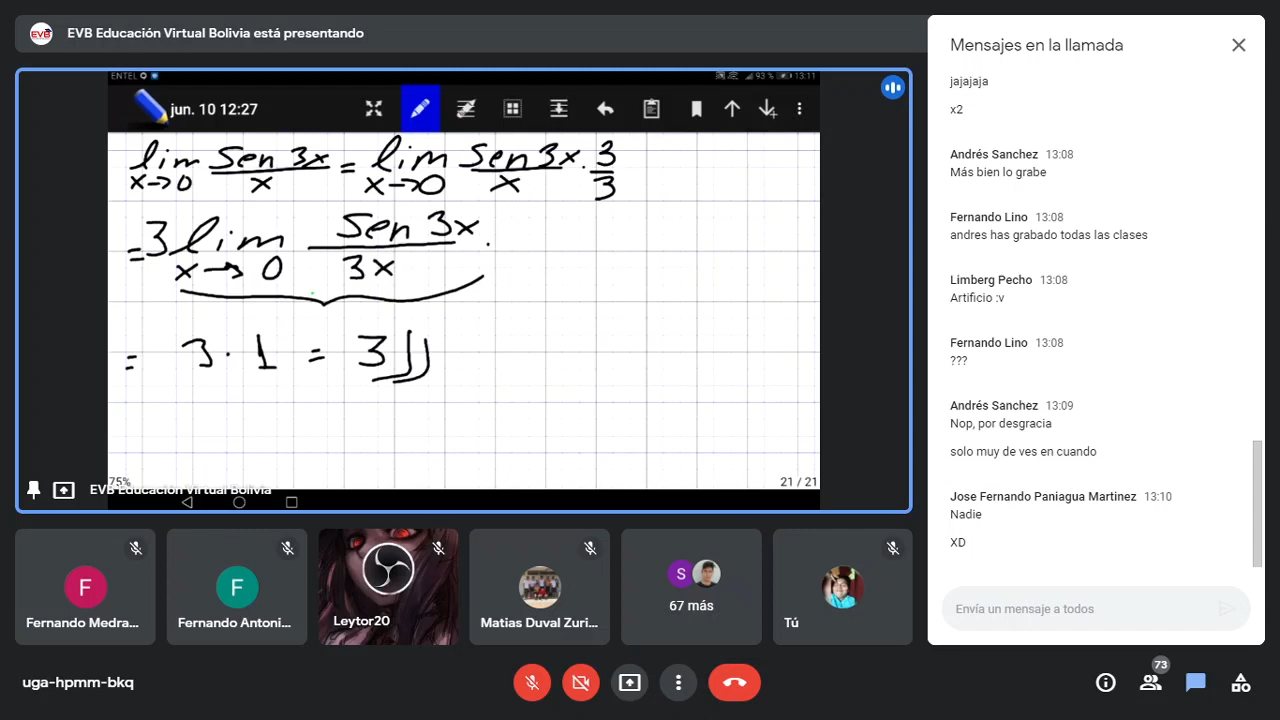 EVB Educación Virtual Bolivia está presentando
ENTEL 93 % 13:11
jun. 10 12:27
lim x→0 Sen 3x / x = lim x→0 Sen 3x / x · 3 / 3
= 3 lim x→0 Sen 3x / 3x
= 3 · 1 = 3
75%
21 / 21
EVB Educación Virtual Bolivia
Fernando Medra...
Fernando Antoni...
Leytor20
Matias Duval Zuri...
67 más
Tú
uga-hpmm-bkq
Mensajes en la llamada
jajajaja
x2
Andrés Sanchez 13:08
Más bien lo grabe
Fernando Lino 13:08
andres has grabado todas las clases
Limberg Pecho 13:08
Artificio :v
Fernando Lino 13:08
???
Andrés Sanchez 13:09
Nop, por desgracia
solo muy de ves en cuando
Jose Fernando Paniagua Martinez 13:10
Nadie
XD
Envía un mensaje a todos
73
EVB
F
F
S